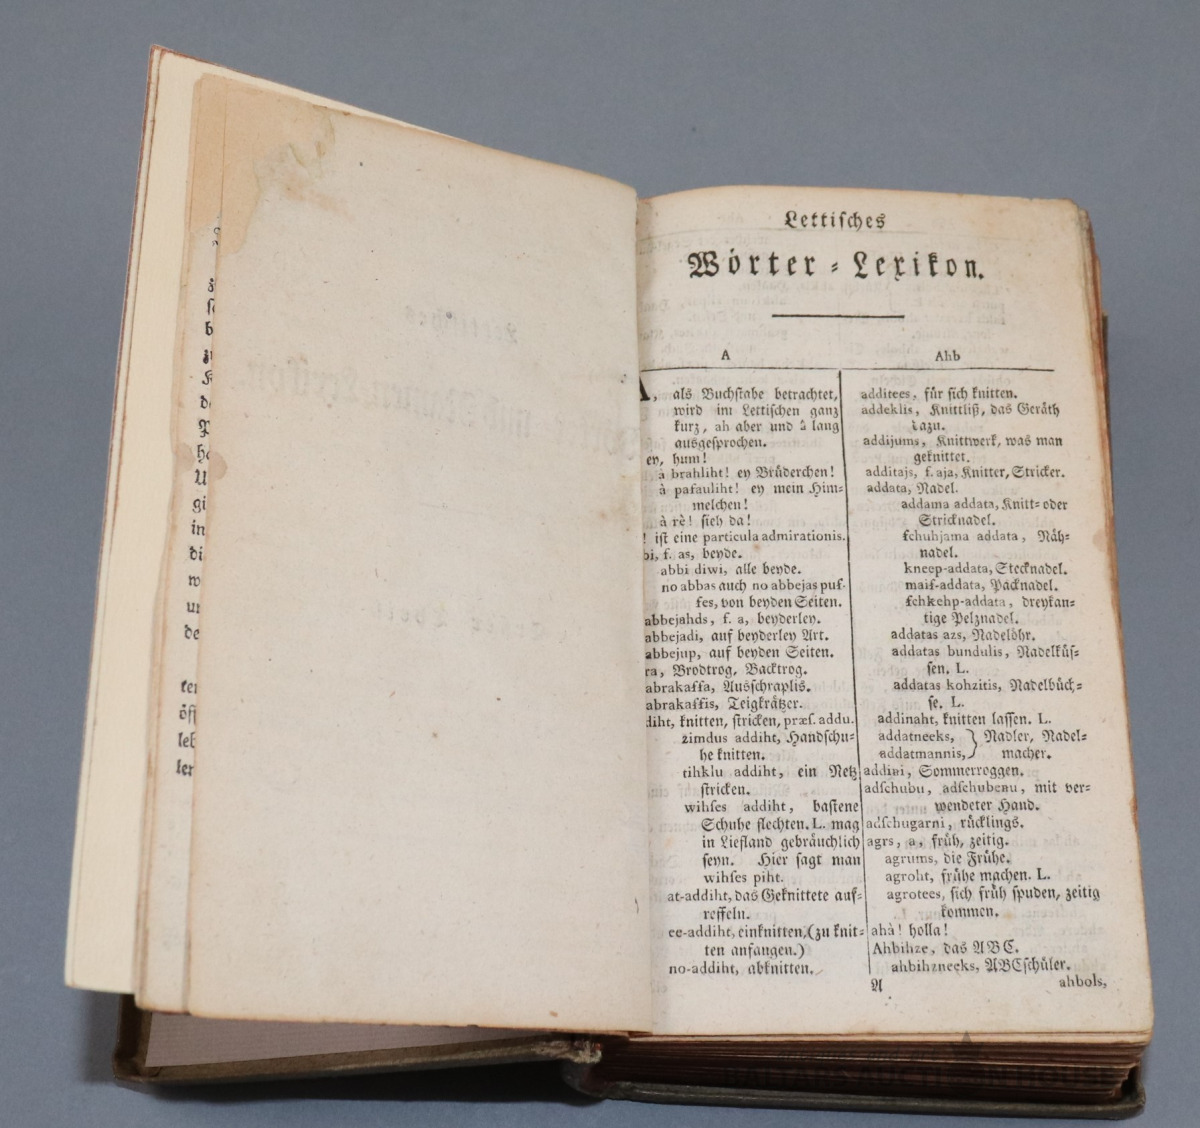 Lettisches
Wörter-Lexikon.
A
Ahb
A, als Buchstabe betrachtet,
wird im Lettischen ganz
kurz, ah aber und â lang
ausgesprochen.
ey, hum!
à brahliht! ey Brüderchen!
à paſauliht! ey mein Him-
melchen!
à rè! sieh da!
! iſt eine particula admirationis.
bi, f. as, beyde.
abbi diwi, alle beyde.
no abbas auch no abbejas puſ-
ſes, von beyden Seiten.
abbejahds, f. a, beyderley.
abbejadi, auf beyderley Art.
abbejup, auf beyden Seiten.
ra, Brodtrog, Backtrog.
abrakaſſa, Ausschraplis.
abrakaſſis, Teigkrätzer.
diht, knitten, stricken, præſ. addu.
zimdus addiht, Handschu-
he knitten.
tihklu addiht, ein Netz
stricken.
wihſes addiht, bastene
Schuhe flechten. L. mag
in Liefland gebräuchlich
seyn. Hier sagt man
wihſes piht.
at-addiht, das Geknittete auf-
reffeln.
ee-addiht, einknitten, (zu knit-
ten anfangen.)
no-addiht, abknitten.
additees, für sich knitten.
addeklis, Knittliß, das Geräth
dazu.
addijums, Knittwerk, was man
geknittet.
additajs, f. aja, Knitter, Stricker.
addata, Nadel.
addama addata, Knitt- oder
Stricknadel.
ſchuhjama addata, Näh-
nadel.
kneep-addata, Stecknadel.
maiſ-addata, Packnadel.
ſchkehp-addata, dreykan-
tige Pelznadel.
addatas azs, Nadelöhr.
addatas bundulis, Nadelküs-
sen. L.
addatas kohzitis, Nadelbüch-
se. L.
addinaht, knitten lassen. L.
addatneeks, } Nadler, Nadel-
addatmannis, macher.
addini, Sommerroggen.
adſchubu, adſchubenu, mit ver-
wendeter Hand.
adſchugarni, rücklings.
agrs, a, früh, zeitig.
agrums, die Frühe.
agroht, frühe machen. L.
agrotees, sich früh spuden, zeitig
kommen.
ahà! holla!
Ahbihze, das ABC.
ahbihzneeks, ABCschüler.
A
ahbols,